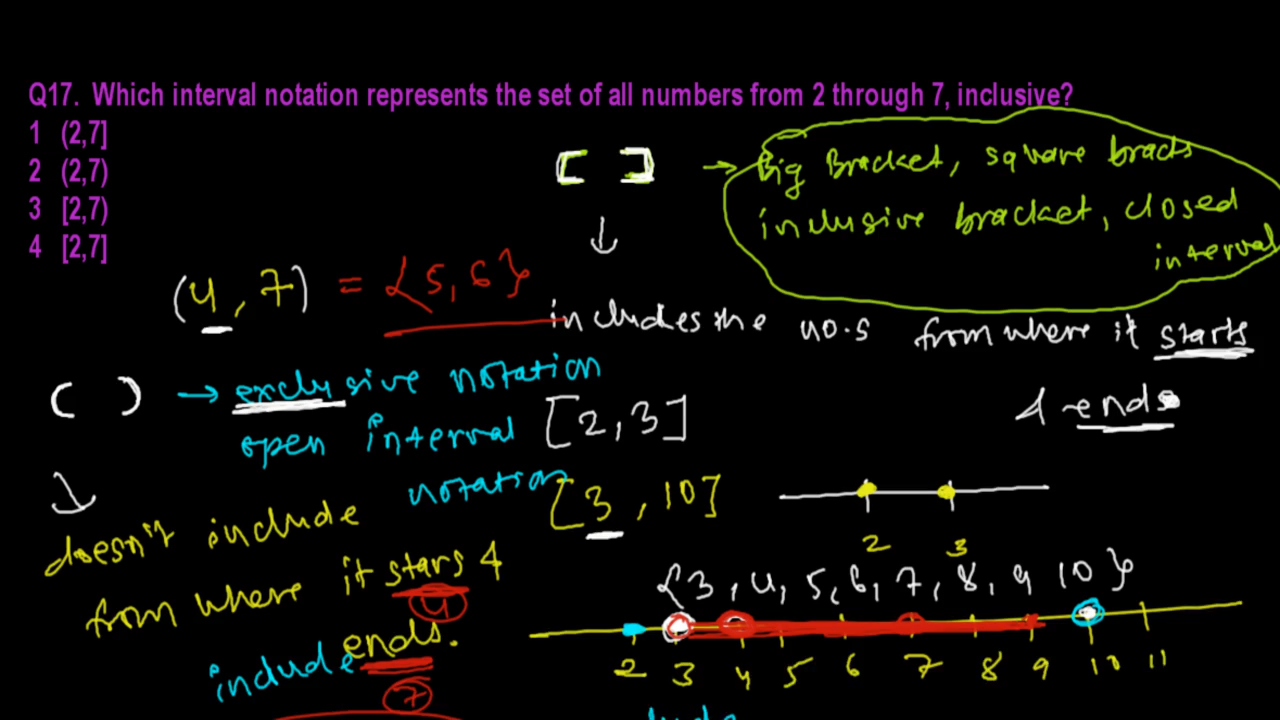 Q17. Which interval notation represents the set of all numbers from 2 through 7, inclusive?
1 (2,7]
2 (2,7)
3 [2,7)
4 [2,7]
[ ] → Big Bracket, square bracts
inclusive bracket, closed
interval
(4, 7) = {5, 6}
↓
includes the no.s from where it starts
& ends
( ) → exclusive notation
open interval
notation
[2, 3]
[3, 10]
2 3
↓
doesn't include
from where it stars &
4
include ends.
7
{3, 4, 5, 6, 7, 8, 9 10}
2 3 4 5 6 7 8 9 10 11